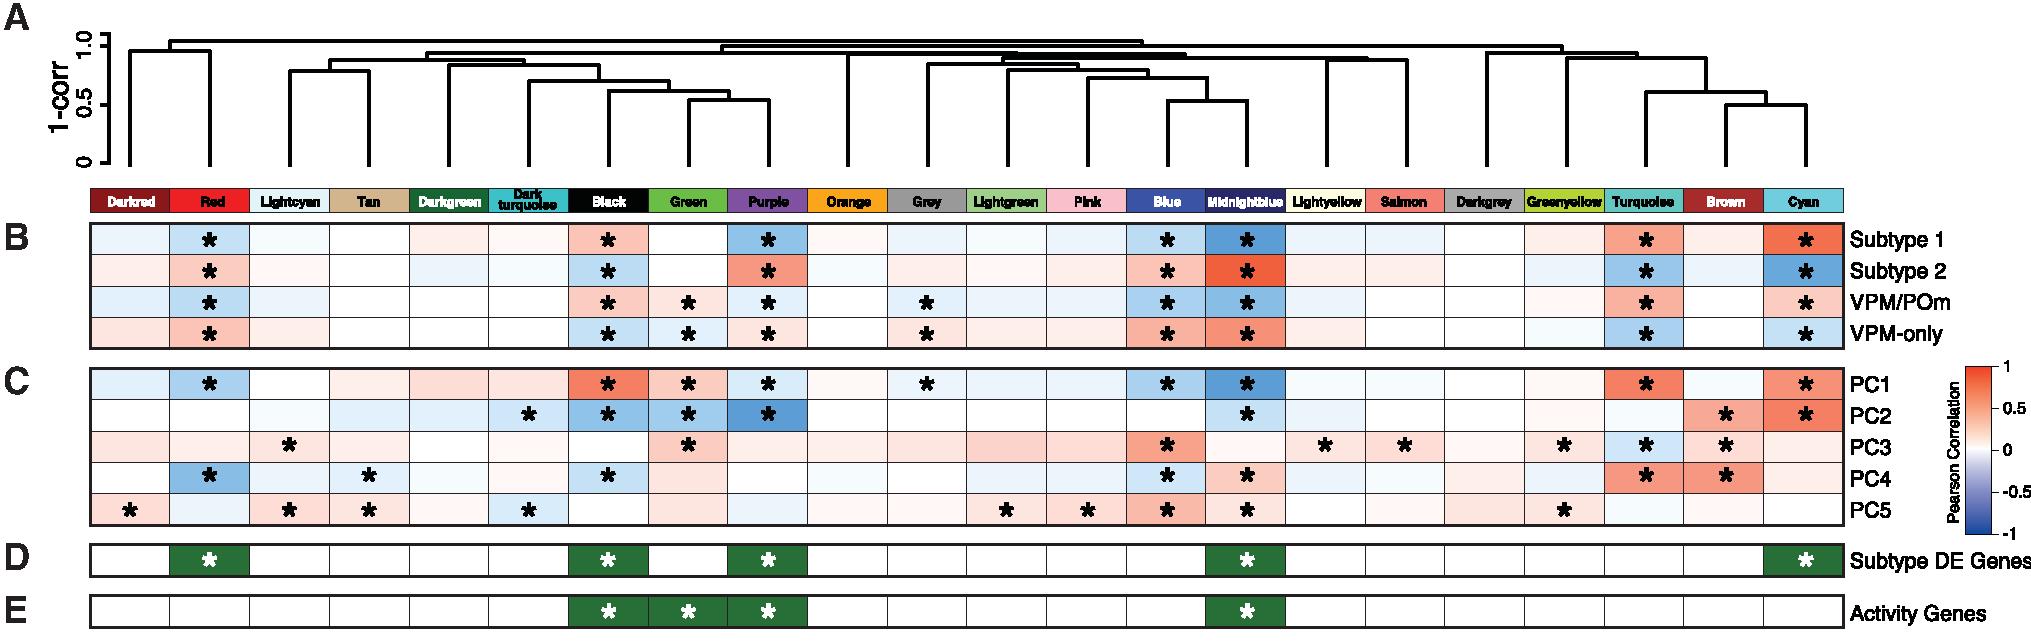 A
1-corr
1.0
0.5
0
Darkred Red Lightcyan Tan Darkgreen Dark turquoise Black Green Purple Orange Grey Lightgreen Pink Blue Midnightblue Lightyellow Salmon Darkgrey Greenyellow Turquoise Brown Cyan
B
* * * * * * * Subtype 1
* * * * * * * Subtype 2
* * * * * * * * * VPM/POm
* * * * * * * * * VPM-only
C
* * * * * * * * * PC1
* * * * * * * PC2
* * * * * * * * PC3
* * * * * * * PC4
* * * * * * * * * PC5
Pearson Correlation
1
0.5
0
-0.5
-1
D
* * * * * Subtype DE Genes
E
* * * * Activity Genes